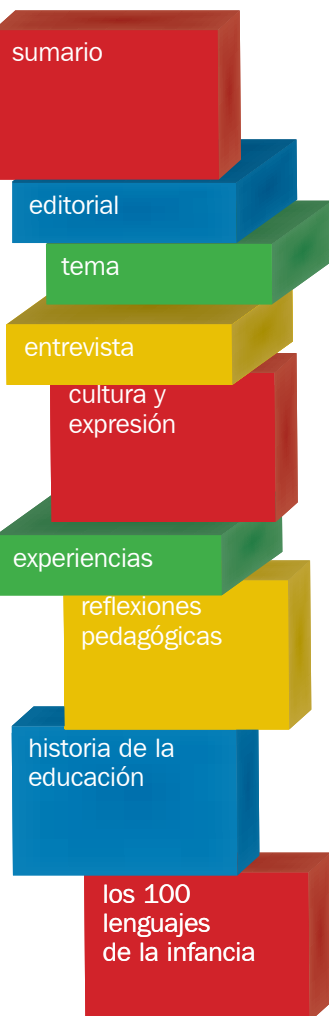 sumario
editorial
tema
entrevista
cultura y
expresión
experiencias
reflexiones
pedagógicas
historia de la
educación
los 100
lenguajes
de la infancia